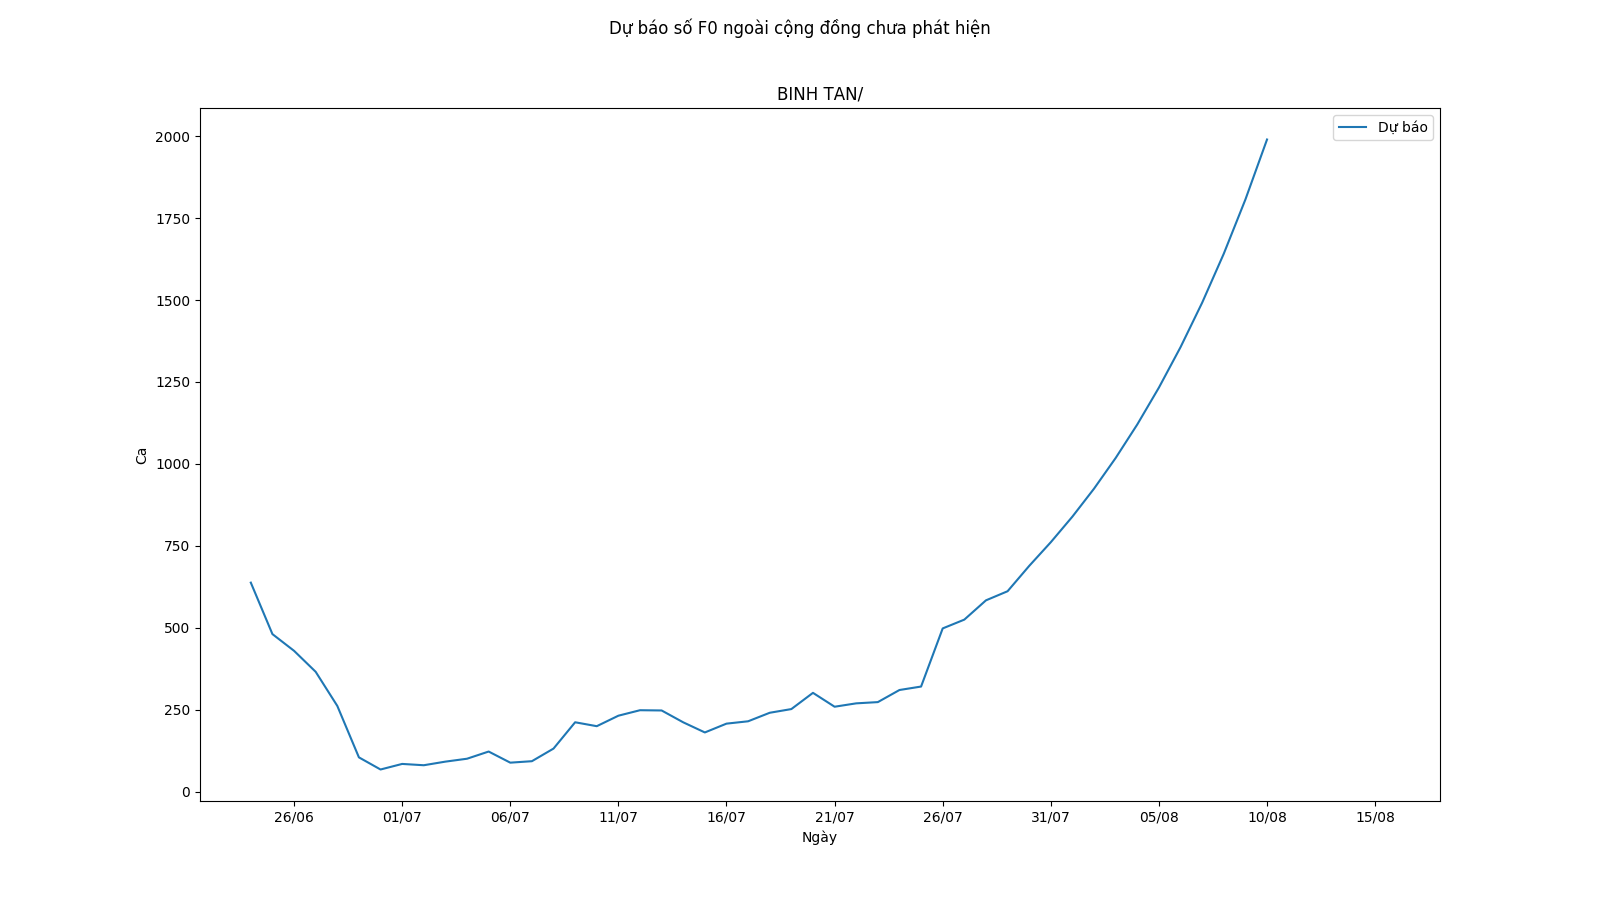 Dự báo số F0 ngoài cộng đồng chưa phát hiện
BINH TAN/
Dự báo
2000
1750
1500
1250
1000
750
500
250
0
Ca
26/06 01/07 06/07 11/07 16/07 21/07 26/07 31/07 05/08 10/08 15/08
Ngày